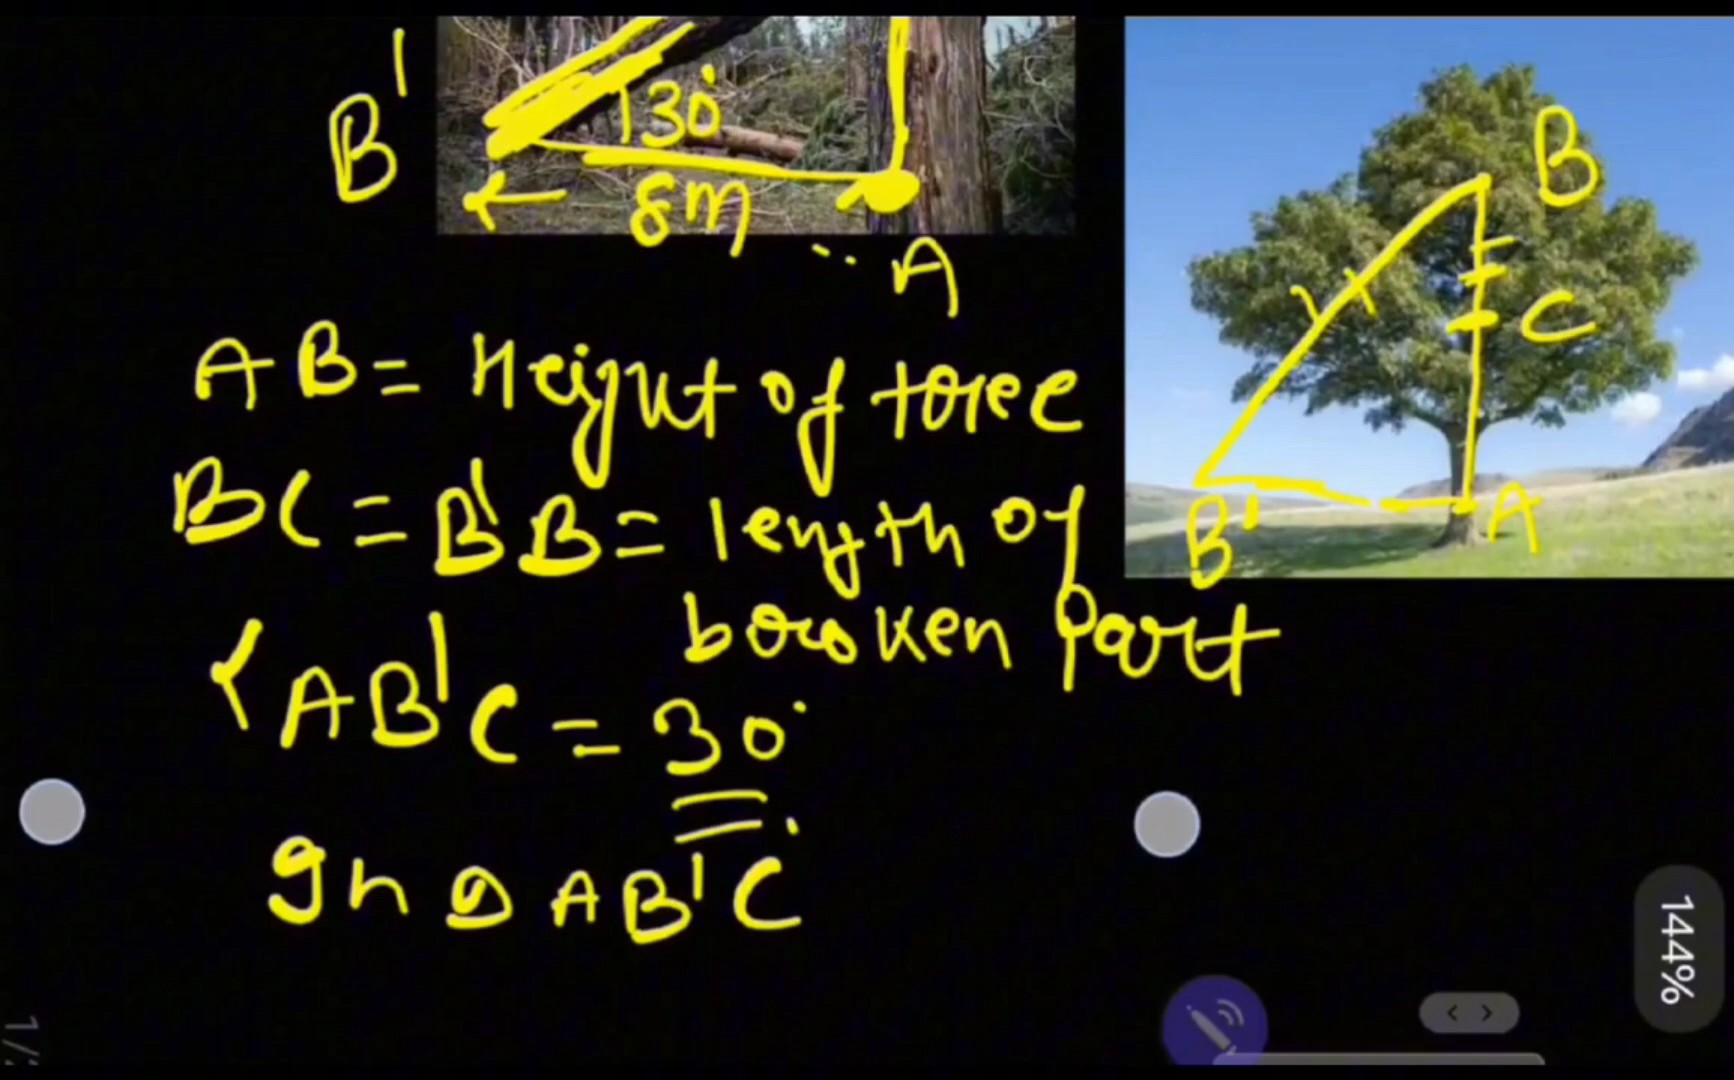 B'
30°
8m
A
B
C
B'
A
AB = Height of tree
BC = B'B = length of
broken part
∠AB'C = 30°
In △ AB'C
144%
< >